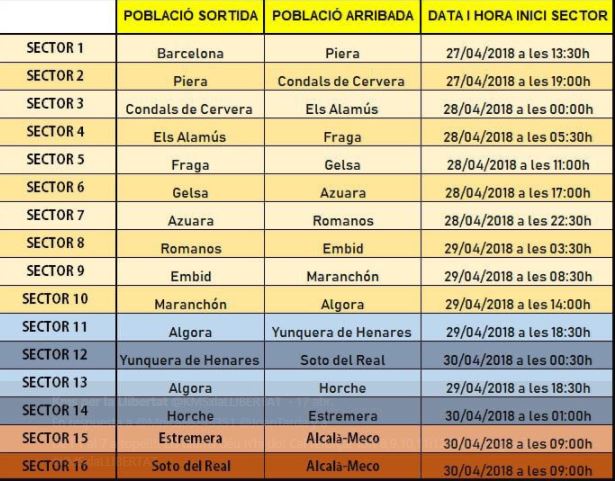 POBLACIÓ SORTIDA POBLACIÓ ARRIBADA DATA I HORA INICI SECTOR
SECTOR 1 Barcelona Piera 27/04/2018 a les 13:30h
SECTOR 2 Piera Condals de Cervera 27/04/2018 a les 19:00h
SECTOR 3 Condals de Cervera Els Alamús 28/04/2018 a les 00:00h
SECTOR 4 Els Alamús Fraga 28/04/2018 a les 05:30h
SECTOR 5 Fraga Gelsa 28/04/2018 a les 11:00h
SECTOR 6 Gelsa Azuara 28/04/2018 a les 17:00h
SECTOR 7 Azuara Romanos 28/04/2018 a les 22:30h
SECTOR 8 Romanos Embid 29/04/2018 a les 03:30h
SECTOR 9 Embid Maranchón 29/04/2018 a les 08:30h
SECTOR 10 Maranchón Algora 29/04/2018 a les 14:00h
SECTOR 11 Algora Yunquera de Henares 29/04/2018 a les 18:30h
SECTOR 12 Yunquera de Henares Soto del Real 30/04/2018 a les 00:30h
SECTOR 13 Algora Horche 29/04/2018 a les 18:30h
SECTOR 14 Horche Estremera 30/04/2018 a les 01:00h
SECTOR 15 Estremera Alcalà-Meco 30/04/2018 a les 09:00h
SECTOR 16 Soto del Real Alcalà-Meco 30/04/2018 a les 09:00h